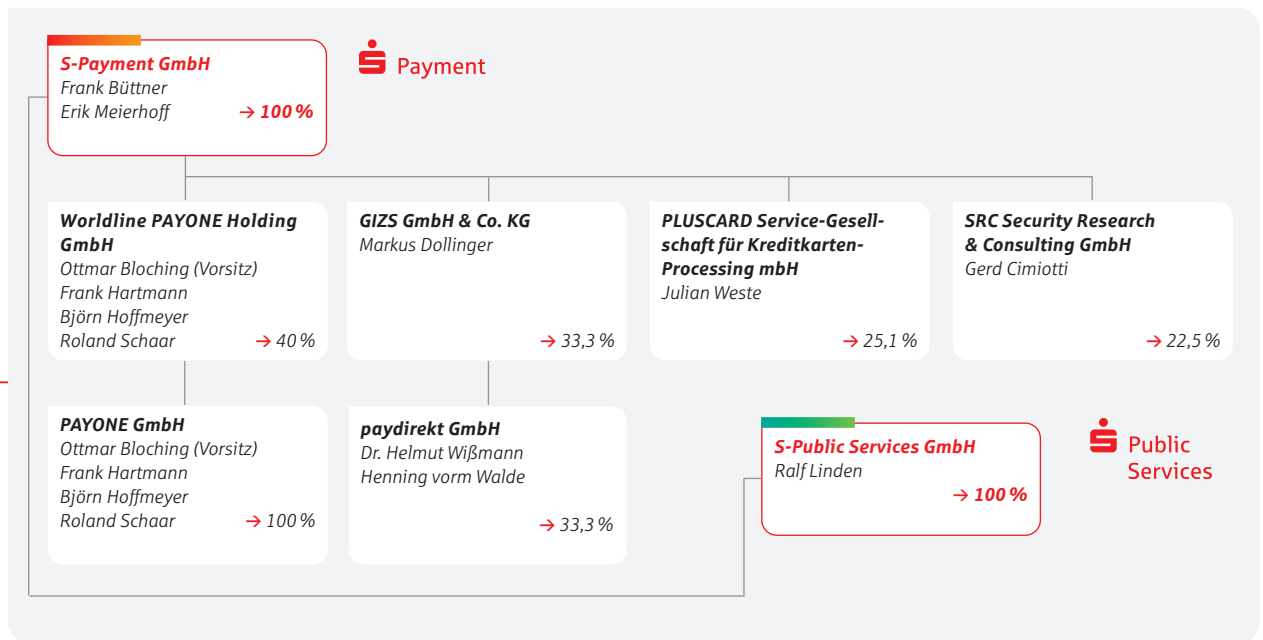 S-Payment GmbH
Frank Büttner
Erik Meierhoff → 100 %
Payment
Worldline PAYONE Holding
GmbH
Ottmar Bloching (Vorsitz)
Frank Hartmann
Björn Hoffmeyer
Roland Schaar → 40 %
GIZS GmbH & Co. KG
Markus Dollinger
→ 33,3 %
PLUSCARD Service-Gesell-
schaft für Kreditkarten-
Processing mbH
Julian Weste
→ 25,1 %
SRC Security Research
& Consulting GmbH
Gerd Cimiotti
→ 22,5 %
PAYONE GmbH
Ottmar Bloching (Vorsitz)
Frank Hartmann
Björn Hoffmeyer
Roland Schaar → 100 %
paydirekt GmbH
Dr. Helmut Wißmann
Henning vorm Walde
→ 33,3 %
S-Public Services GmbH
Ralf Linden
→ 100 %
Public
Services